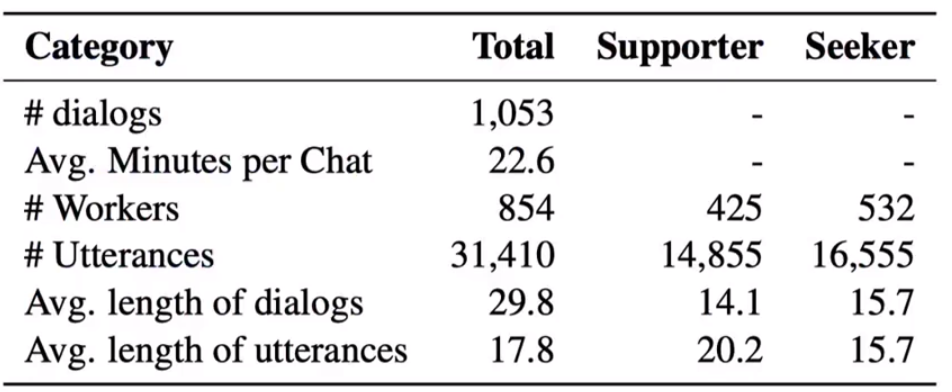 Category Total Supporter Seeker
# dialogs 1,053 - -
Avg. Minutes per Chat 22.6 - -
# Workers 854 425 532
# Utterances 31,410 14,855 16,555
Avg. length of dialogs 29.8 14.1 15.7
Avg. length of utterances 17.8 20.2 15.7